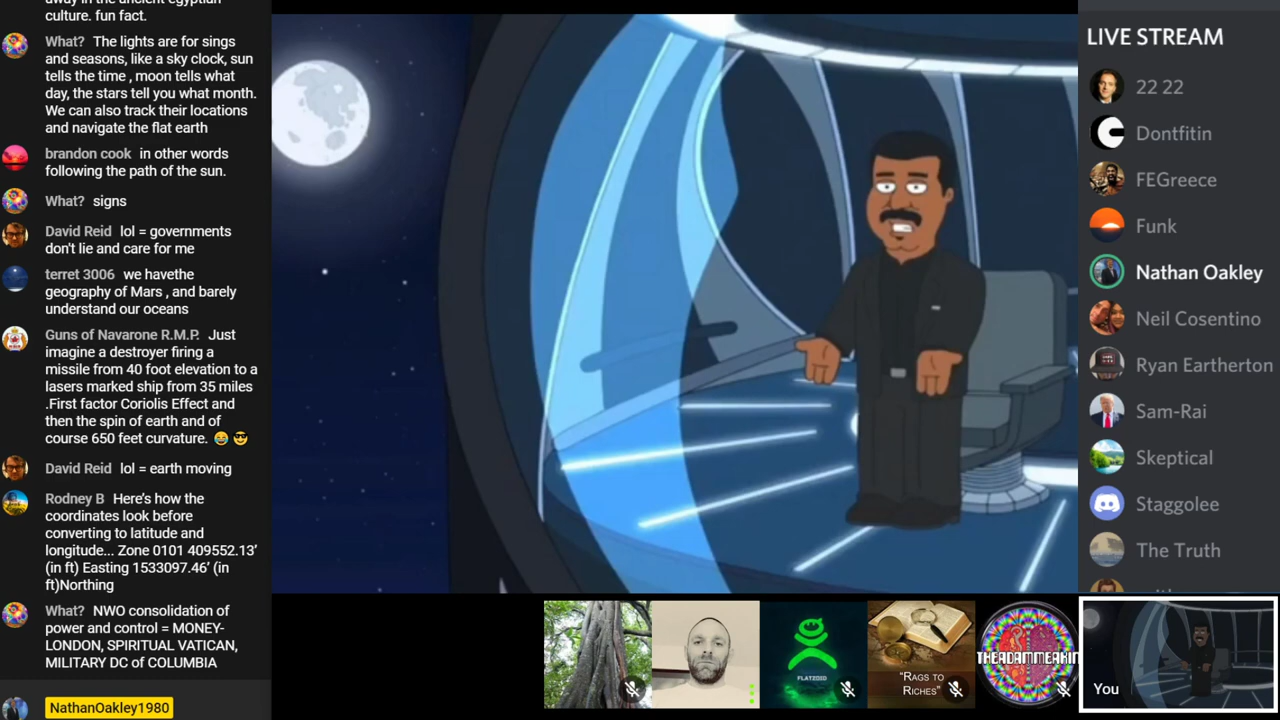 away in the ancient egyptian
culture. fun fact.
What? The lights are for sings
and seasons, like a sky clock, sun
tells the time , moon tells what
day, the stars tell you what month.
We can also track their locations
and navigate the flat earth
brandon cook in other words
following the path of the sun.
What? signs
David Reid lol = governments
don't lie and care for me
terret 3006 we havethe
geography of Mars , and barely
understand our oceans
Guns of Navarone R.M.P. Just
imagine a destroyer firing a
missile from 40 foot elevation to a
lasers marked ship from 35 miles
.First factor Coriolis Effect and
then the spin of earth and of
course 650 feet curvature. 😂 😎
David Reid lol = earth moving
Rodney B Here's how the
coordinates look before
converting to latitude and
longitude... Zone 0101 409552.13'
(in ft) Easting 1533097.46' (in
ft)Northing
What? NWO consolidation of
power and control = MONEY-
LONDON, SPIRITUAL VATICAN,
MILITARY DC of COLUMBIA
NathanOakley1980
LIVE STREAM
22 22
Dontfitin
FEGreece
Funk
Nathan Oakley
Neil Cosentino
Ryan Eartherton
Sam-Rai
Skeptical
Staggolee
The Truth
FLATZOID
"RAGS TO
RICHES"
THEADAMMEAKIN
You